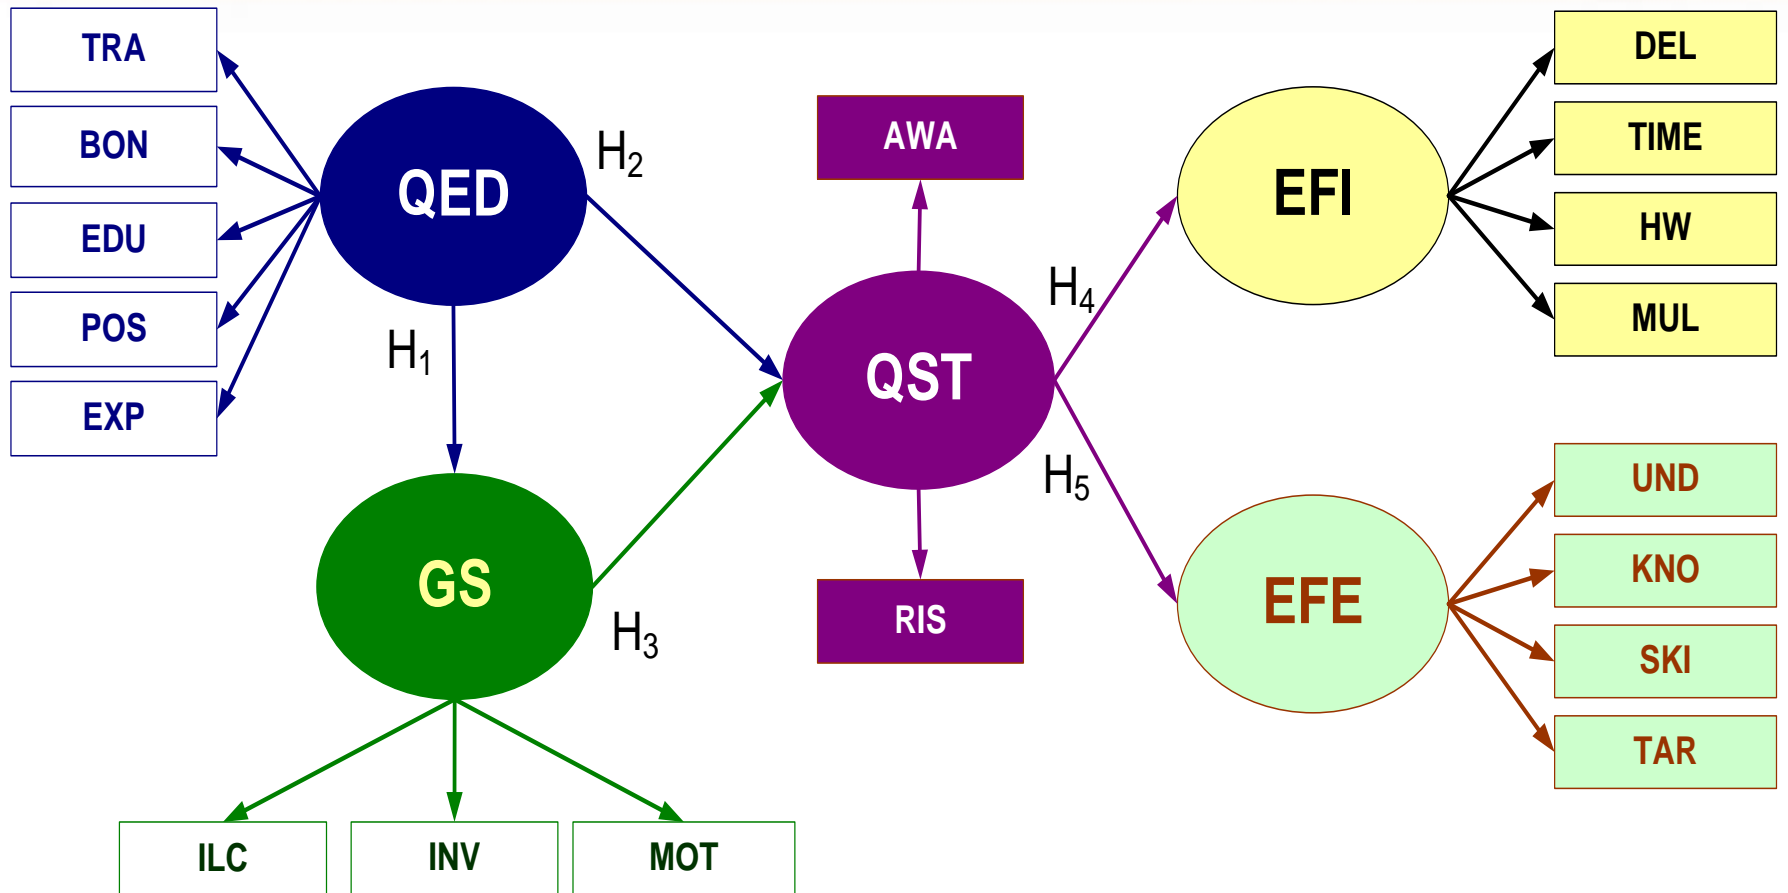 TRA
BON
EDU
POS
EXP
QED
H1
H2
GS
H3
ILC
INV
MOT
AWA
QST
RIS
H4
H5
EFI
DEL
TIME
HW
MUL
EFE
UND
KNO
SKI
TAR